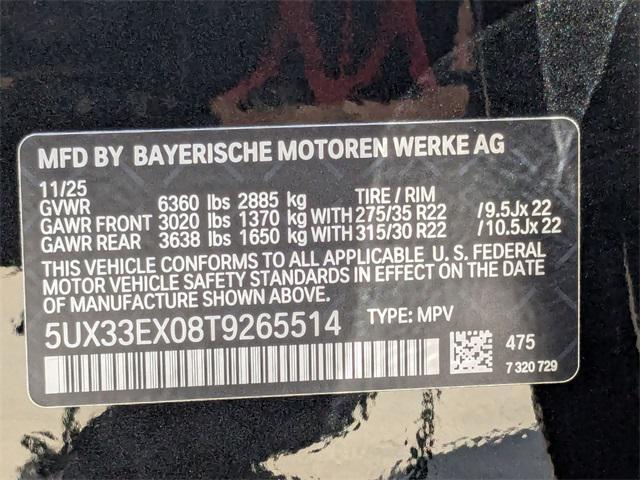 MFD BY BAYERISCHE MOTOREN WERKE AG
11/25
GVWR 6360 lbs 2885 kg TIRE / RIM
GAWR FRONT 3020 lbs 1370 kg WITH 275/35 R22 /9.5Jx 22
GAWR REAR 3638 lbs 1650 kg WITH 315/30 R22 /10.5Jx 22
THIS VEHICLE CONFORMS TO ALL APPLICABLE U. S. FEDERAL
MOTOR VEHICLE SAFETY STANDARDS IN EFFECT ON THE DATE
OF MANUFACTURE SHOWN ABOVE.
5UX33EX08T9265514 TYPE: MPV
475
7 320 729